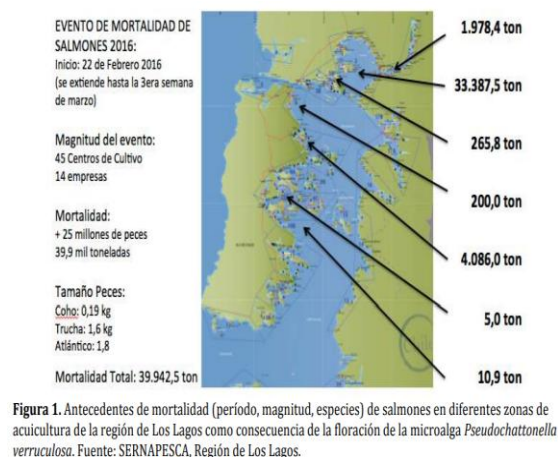 EVENTO DE MORTALIDAD DE
SALMONES 2016:
Inicio: 22 de Febrero 2016
(se extiende hasta la 3era semana
de marzo)
Magnitud del evento:
45 Centros de Cultivo
14 empresas
Mortalidad:
+ 25 millones de peces
39,9 mil toneladas
Tamaño Peces:
Coho: 0,19 kg
Trucha: 1,6 kg
Atlántico: 1,8
Mortalidad Total: 39.942,5 ton
1.978,4 ton
33.387,5 ton
265,8 ton
200,0 ton
4.086,0 ton
5,0 ton
10,9 ton
Figura 1. Antecedentes de mortalidad (período, magnitud, especies) de salmones en diferentes zonas de
acuicultura de la región de Los Lagos como consecuencia de la floración de la microalga Pseudochattonella
verruculosa. Fuente: SERNAPESCA, Región de Los Lagos.